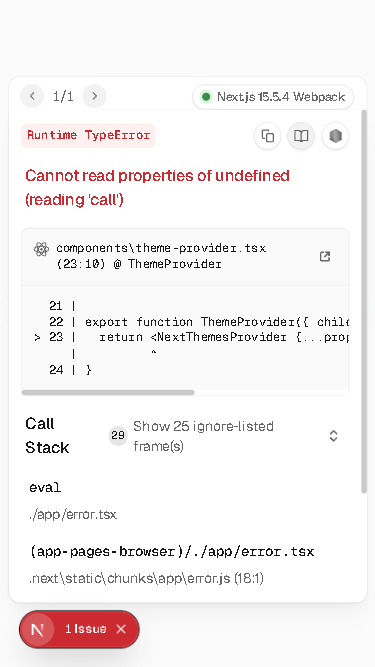 1/1
Next.js 15.5.4 Webpack
Runtime TypeError
Cannot read properties of undefined
(reading 'call')
components\theme-provider.tsx
(23:10) @ ThemeProvider
21 |
22 | export function ThemeProvider({ chilc
> 23 |   return <NextThemesProvider {...prop
|          ^
24 | }
Call
Stack
29
Show 25 ignore-listed
frame(s)
eval
./app/error.tsx
(app-pages-browser)/./app/error.tsx
.next\static\chunks\app\error.js (18:1)
N
1 Issue